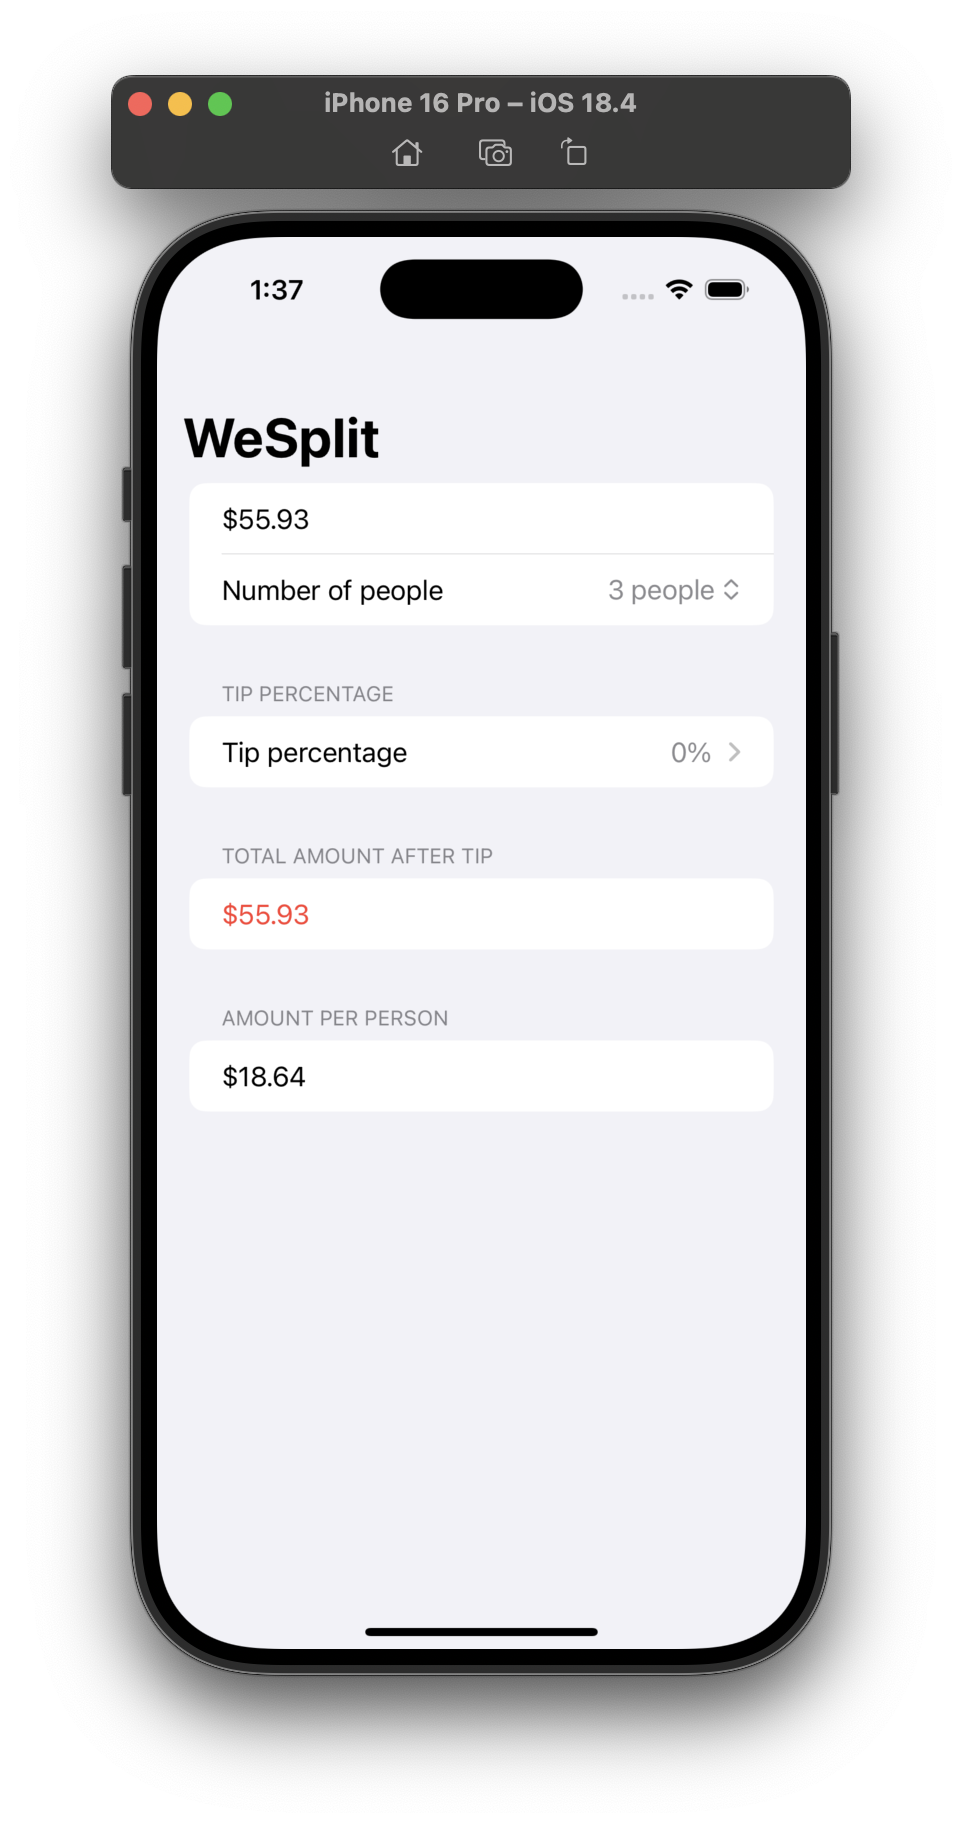 iPhone 16 Pro – iOS 18.4
1:37
WeSplit
$55.93
Number of people 3 people
TIP PERCENTAGE
Tip percentage 0%
TOTAL AMOUNT AFTER TIP
$55.93
AMOUNT PER PERSON
$18.64